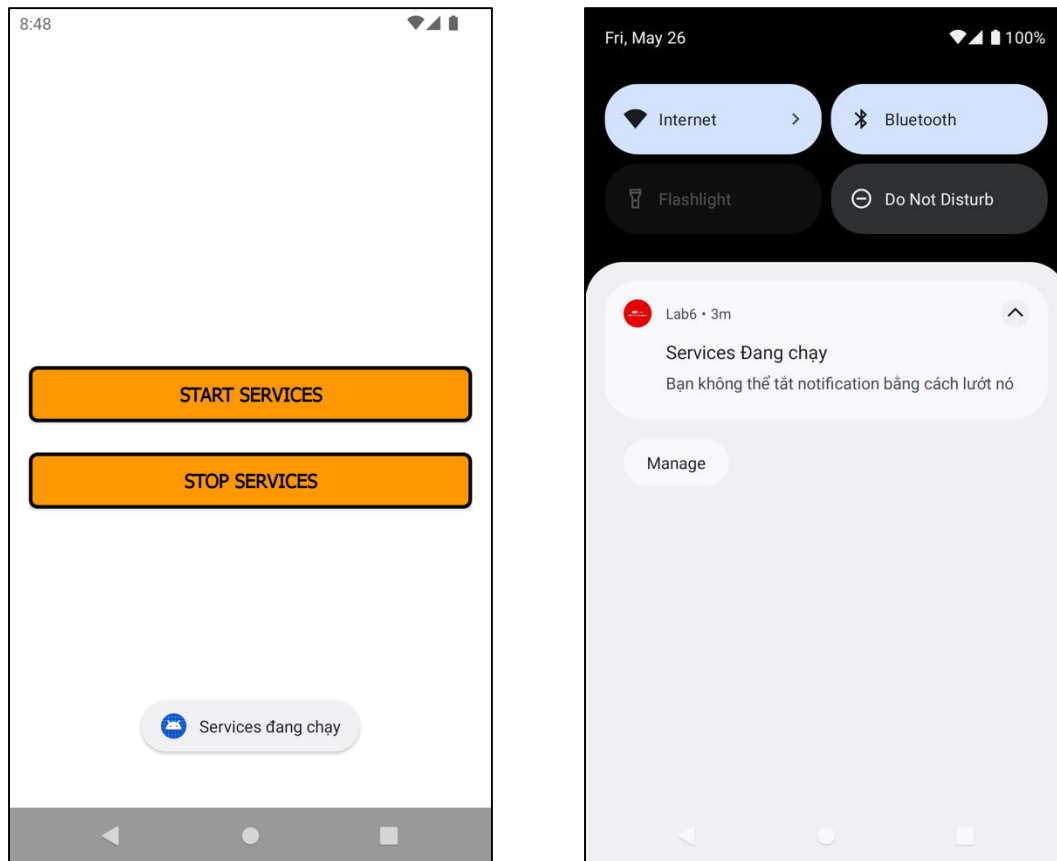 8:48
START SERVICES
STOP SERVICES
Services đang chạy
Fri, May 26
100%
Internet
Bluetooth
Flashlight
Do Not Disturb
Lab6 • 3m
Services Đang chạy
Bạn không thể tắt notification bằng cách lướt nó
Manage